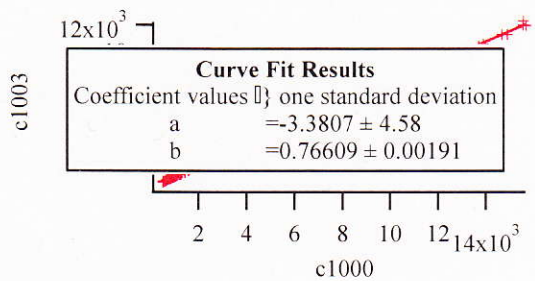 12x10³
c1003
Curve Fit Results
Coefficient values ▯} one standard deviation
a =-3.3807 ± 4.58
b =0.76609 ± 0.00191
2 4 6 8 10 12 14x10³
c1000